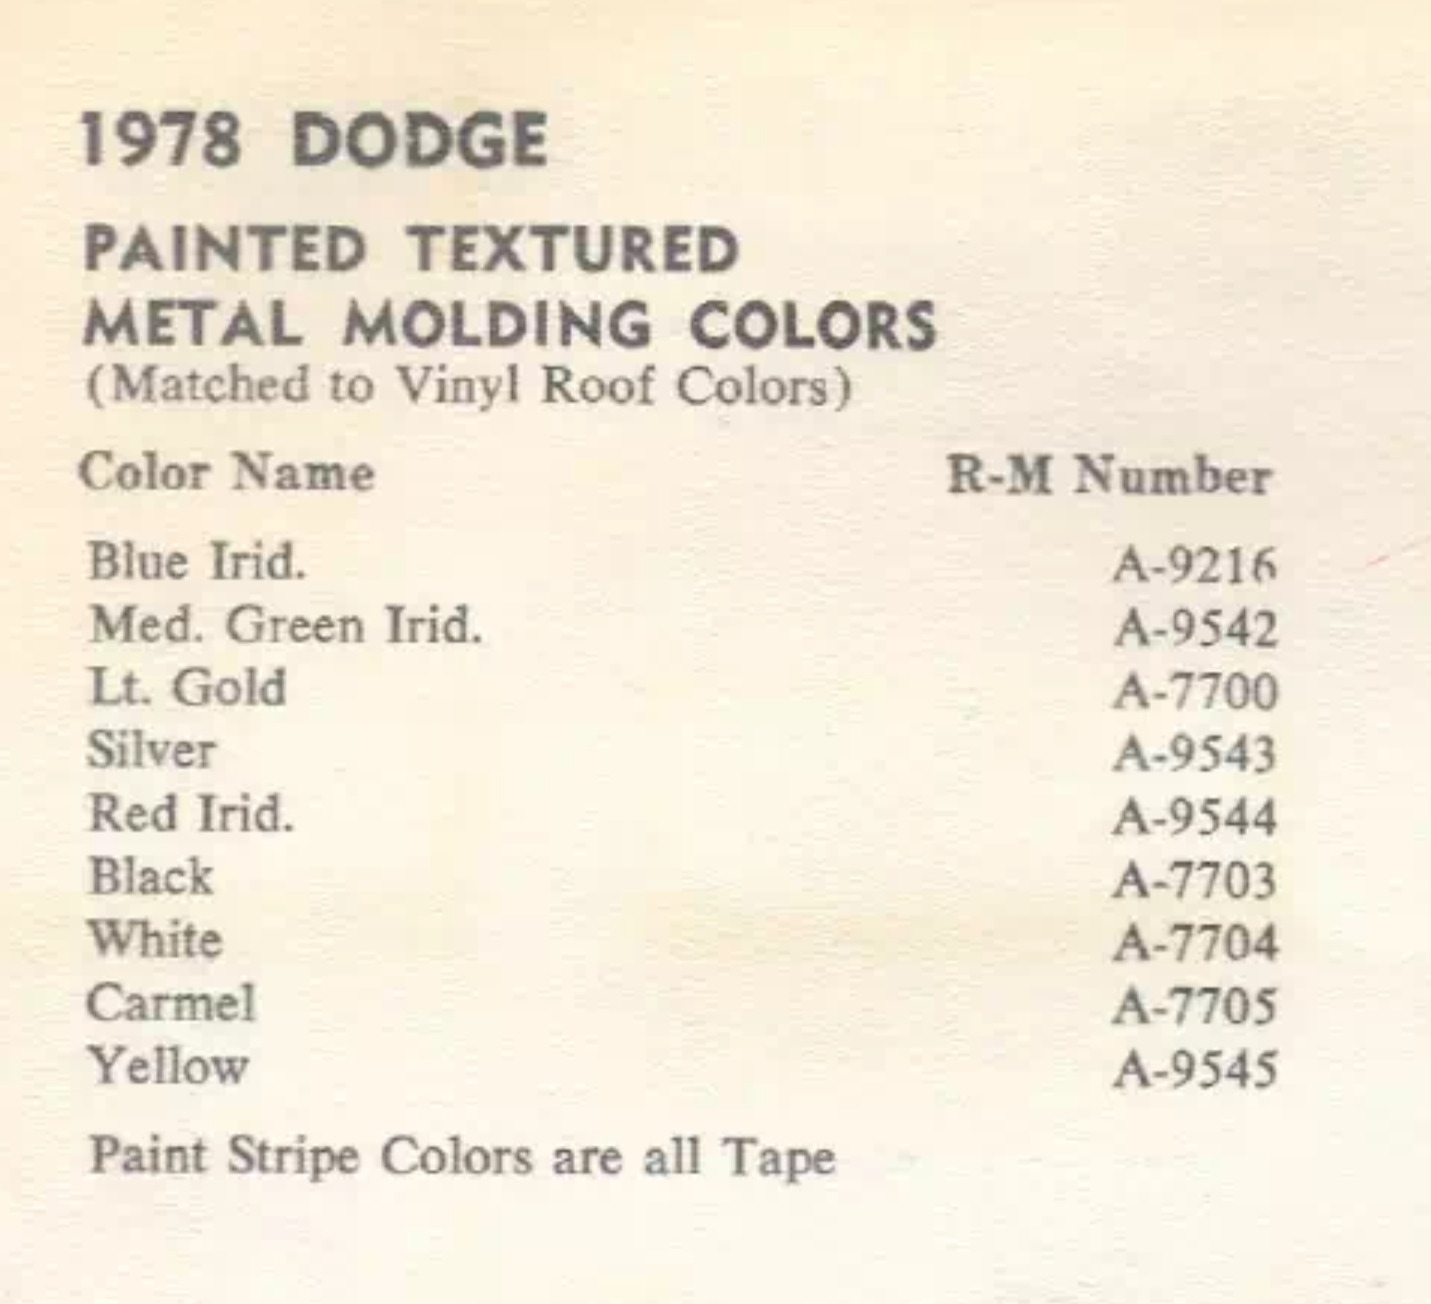 1978 DODGE
PAINTED TEXTURED
METAL MOLDING COLORS
(Matched to Vinyl Roof Colors)
Color Name R-M Number
Blue Irid. A-9216
Med. Green Irid. A-9542
Lt. Gold A-7700
Silver A-9543
Red Irid. A-9544
Black A-7703
White A-7704
Carmel A-7705
Yellow A-9545
Paint Stripe Colors are all Tape